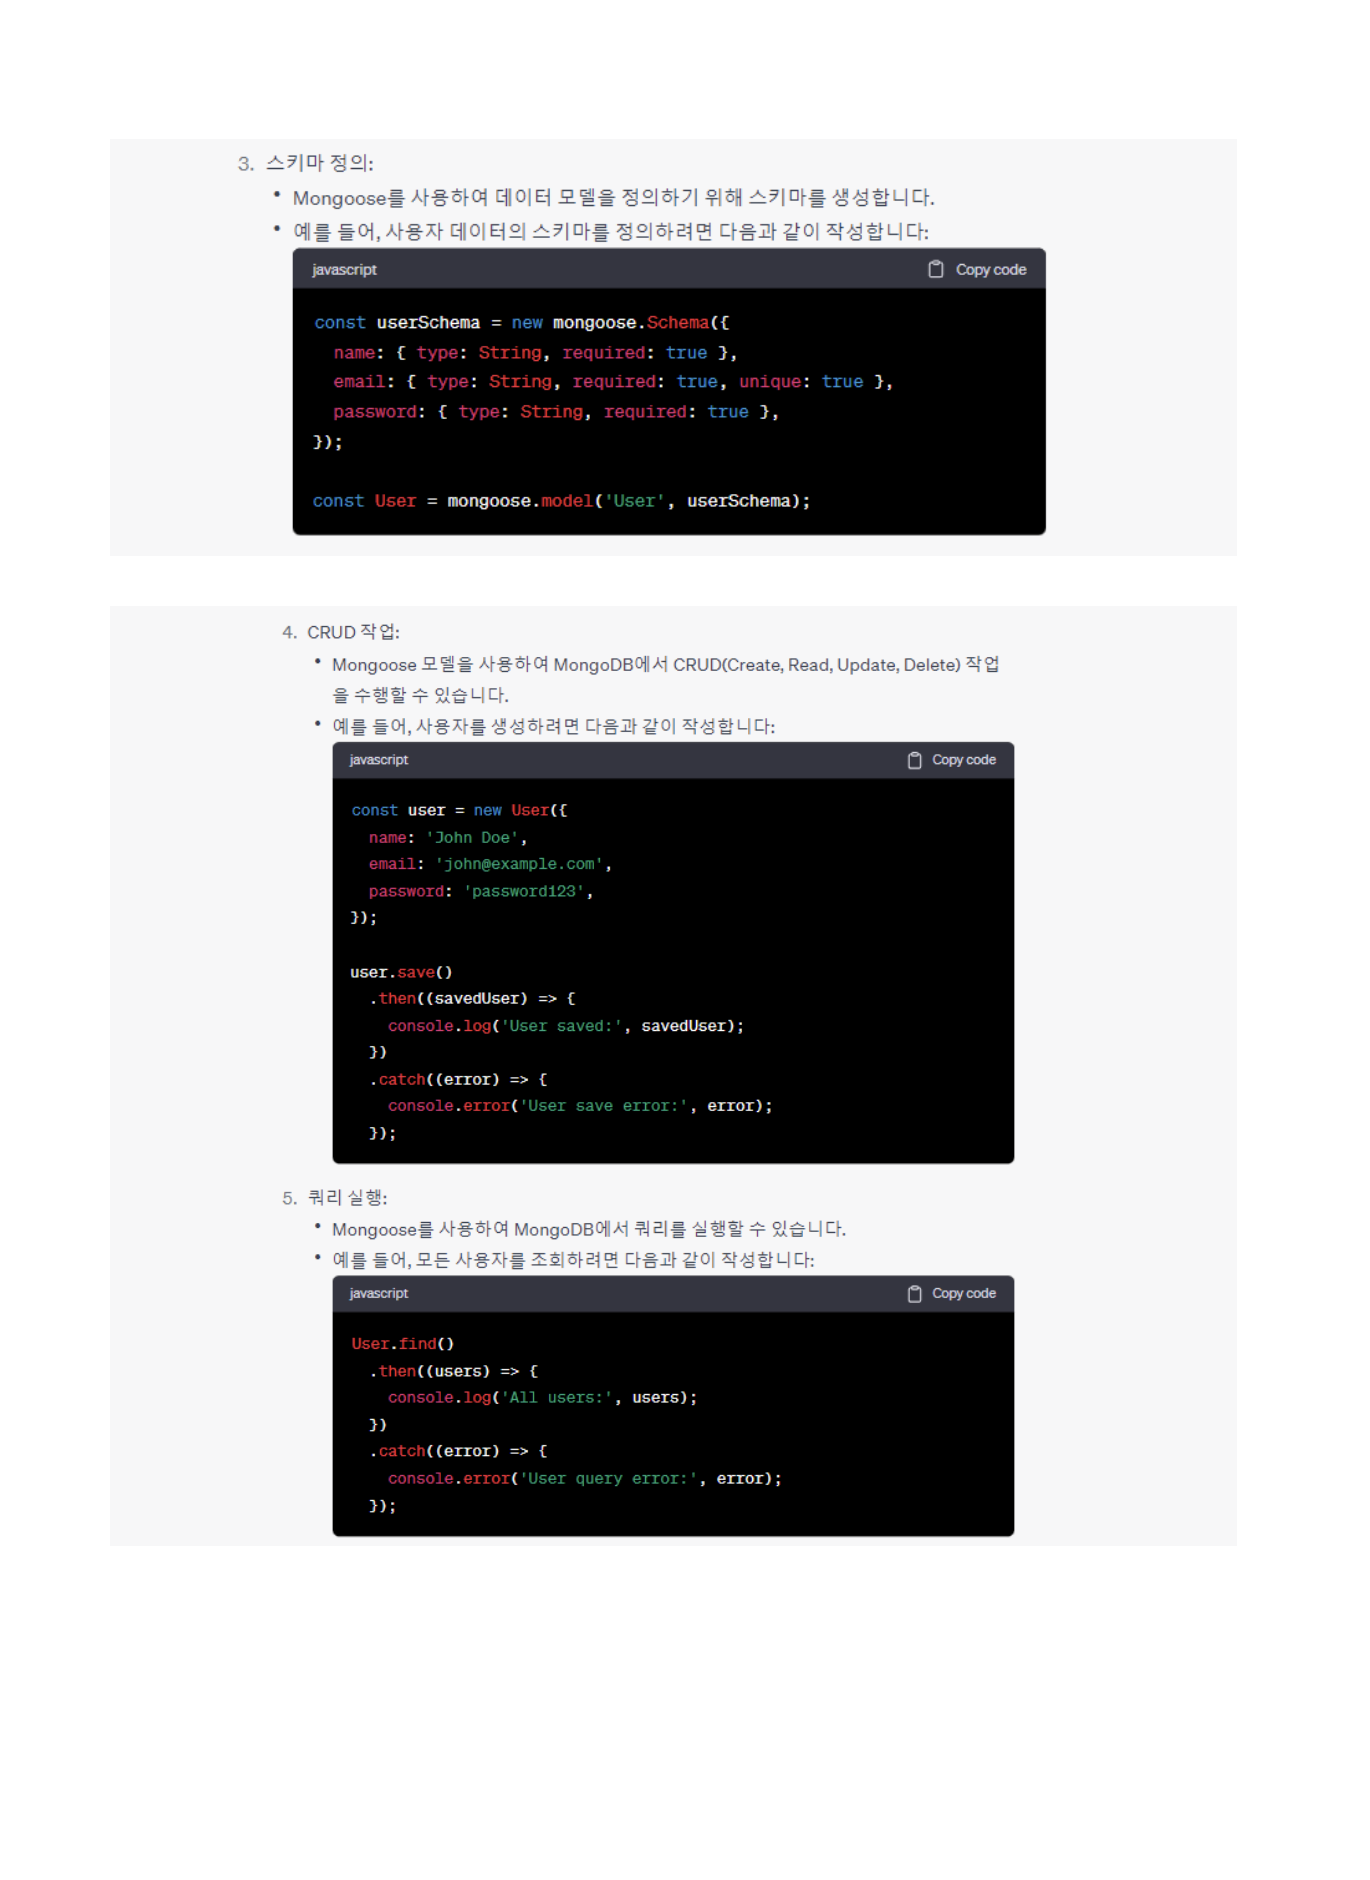 3. 스키마 정의:
• Mongoose를 사용하여 데이터 모델을 정의하기 위해 스키마를 생성합니다.
• 예를 들어, 사용자 데이터의 스키마를 정의하려면 다음과 같이 작성합니다:
javascript Copy code
const userSchema = new mongoose.Schema({
  name: { type: String, required: true },
  email: { type: String, required: true, unique: true },
  password: { type: String, required: true },
});
const User = mongoose.model('User', userSchema);
4. CRUD 작업:
• Mongoose 모델을 사용하여 MongoDB에서 CRUD(Create, Read, Update, Delete) 작업
을 수행할 수 있습니다.
• 예를 들어, 사용자를 생성하려면 다음과 같이 작성합니다:
javascript Copy code
const user = new User({
  name: 'John Doe',
  email: 'john@example.com',
  password: 'password123',
});
user.save()
  .then((savedUser) => {
    console.log('User saved:', savedUser);
  })
  .catch((error) => {
    console.error('User save error:', error);
  });
5. 쿼리 실행:
• Mongoose를 사용하여 MongoDB에서 쿼리를 실행할 수 있습니다.
• 예를 들어, 모든 사용자를 조회하려면 다음과 같이 작성합니다:
javascript Copy code
User.find()
  .then((users) => {
    console.log('All users:', users);
  })
  .catch((error) => {
    console.error('User query error:', error);
  });